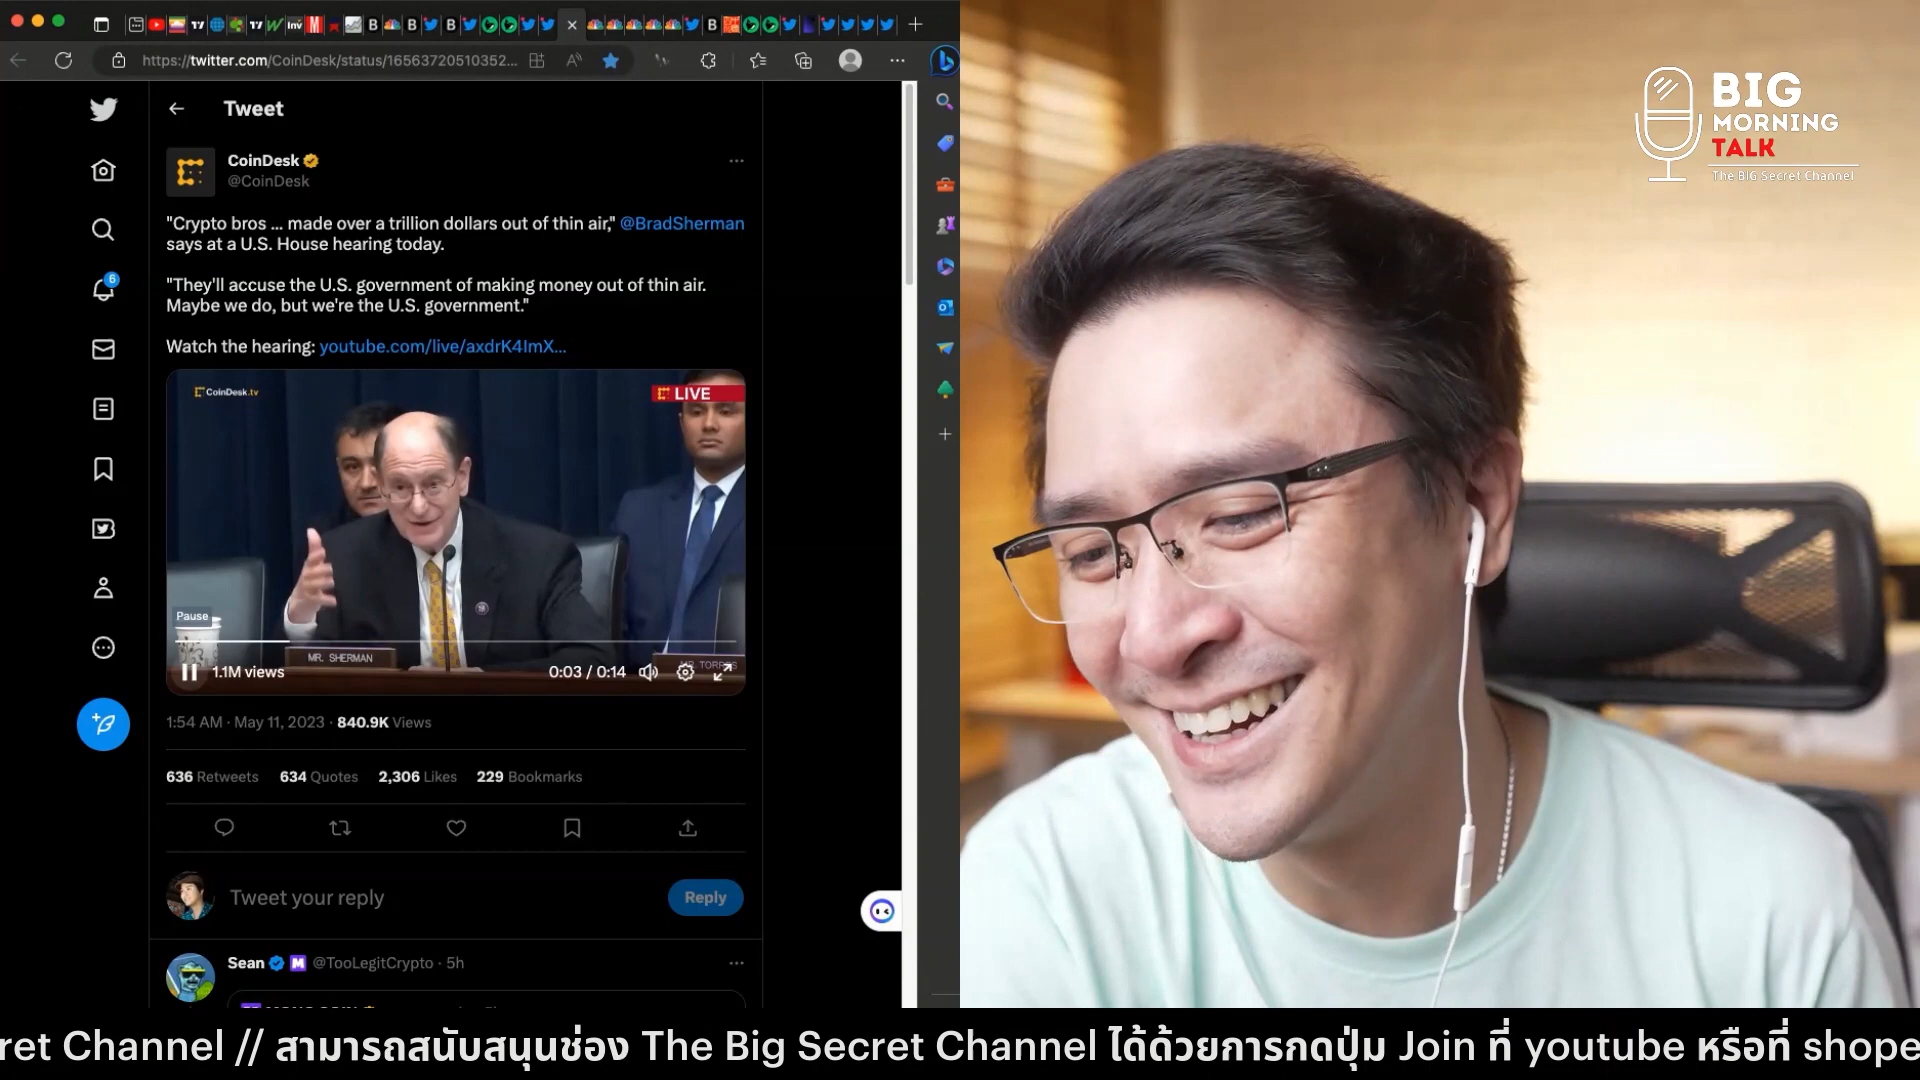 https://twitter.com/CoinDesk/status/16563720510352...
Tweet
CoinDesk
@CoinDesk
"Crypto bros ... made over a trillion dollars out of thin air," @BradSherman
says at a U.S. House hearing today.
"They'll accuse the U.S. government of making money out of thin air.
Maybe we do, but we're the U.S. government."
Watch the hearing: youtube.com/live/axdrK4ImX...
CoinDesk.tv
LIVE
Pause
MR. SHERMAN
MR. TORRES
1.1M views
0:03 / 0:14
1:54 AM · May 11, 2023 · 840.9K Views
636 Retweets 634 Quotes 2,306 Likes 229 Bookmarks
Tweet your reply
Reply
Sean @TooLegitCrypto · 5h
6
BIG
MORNING
TALK
The BIG Secret Channel
ret Channel // สามารถสนับสนุนช่อง The Big Secret Channel ได้ด้วยการกดปุ่ม Join ที่ youtube หรือที่ shope